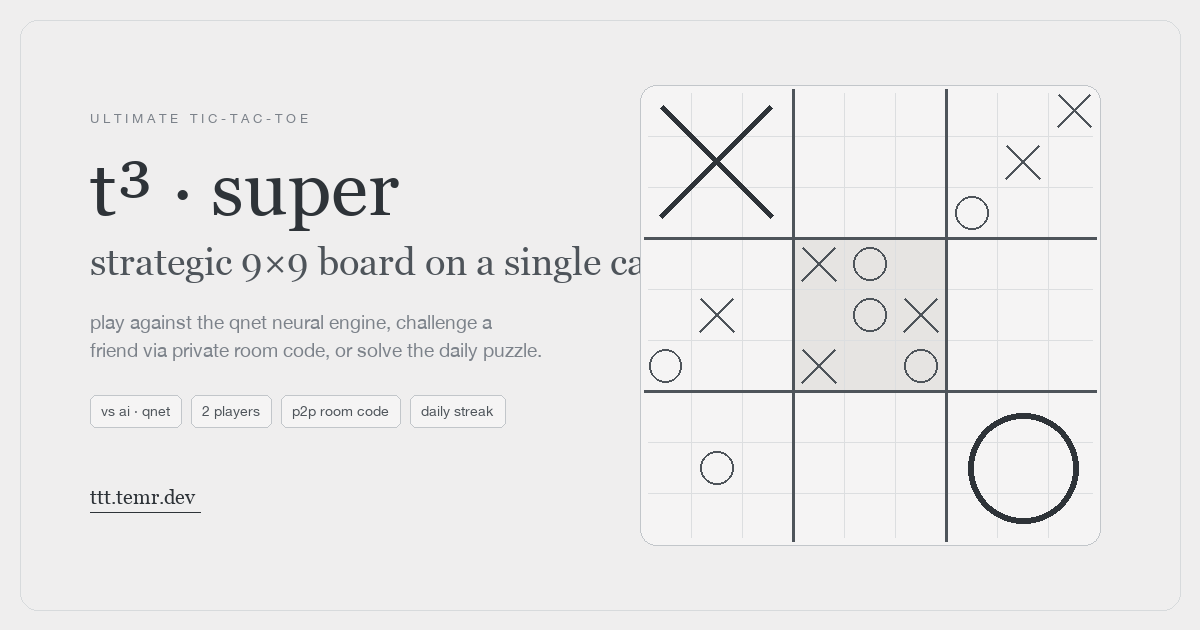 ULTIMATE TIC-TAC-TOE
t³ · super
strategic 9×9 board on a single
play against the qnet neural engine, challenge a
friend via private room code, or solve the daily puzzle.
vs ai · qnet
2 players
p2p room code
daily streak
ttt.temr.dev